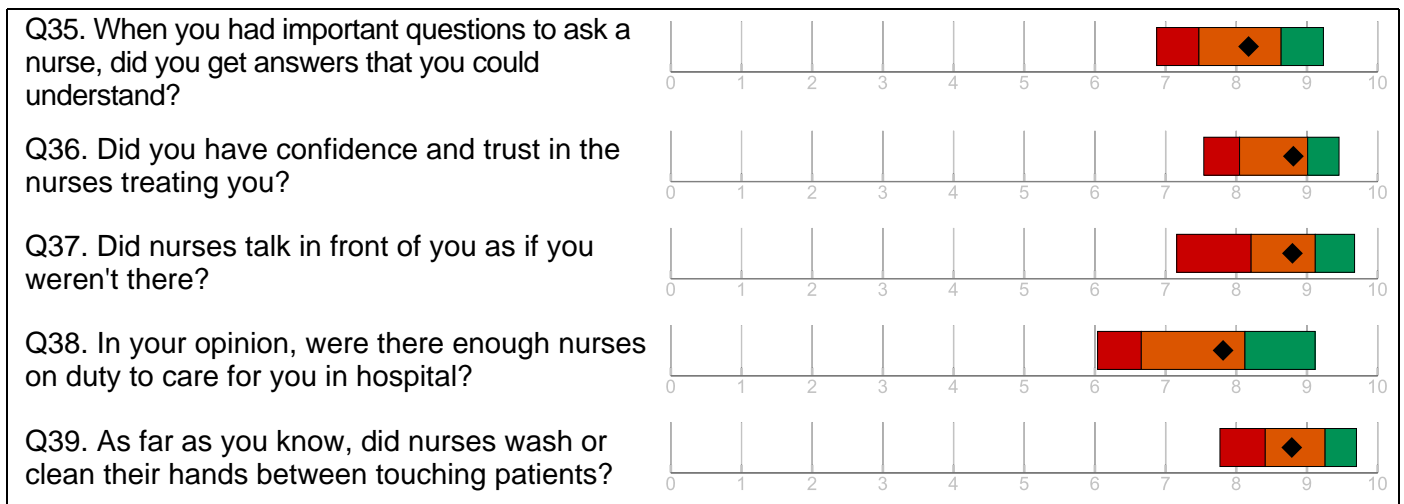 Q35. When you had important questions to ask a
nurse, did you get answers that you could
understand?
0 1 2 3 4 5 6 7 8 9 10
Q36. Did you have confidence and trust in the
nurses treating you?
0 1 2 3 4 5 6 7 8 9 10
Q37. Did nurses talk in front of you as if you
weren't there?
0 1 2 3 4 5 6 7 8 9 10
Q38. In your opinion, were there enough nurses
on duty to care for you in hospital?
0 1 2 3 4 5 6 7 8 9 10
Q39. As far as you know, did nurses wash or
clean their hands between touching patients?
0 1 2 3 4 5 6 7 8 9 10